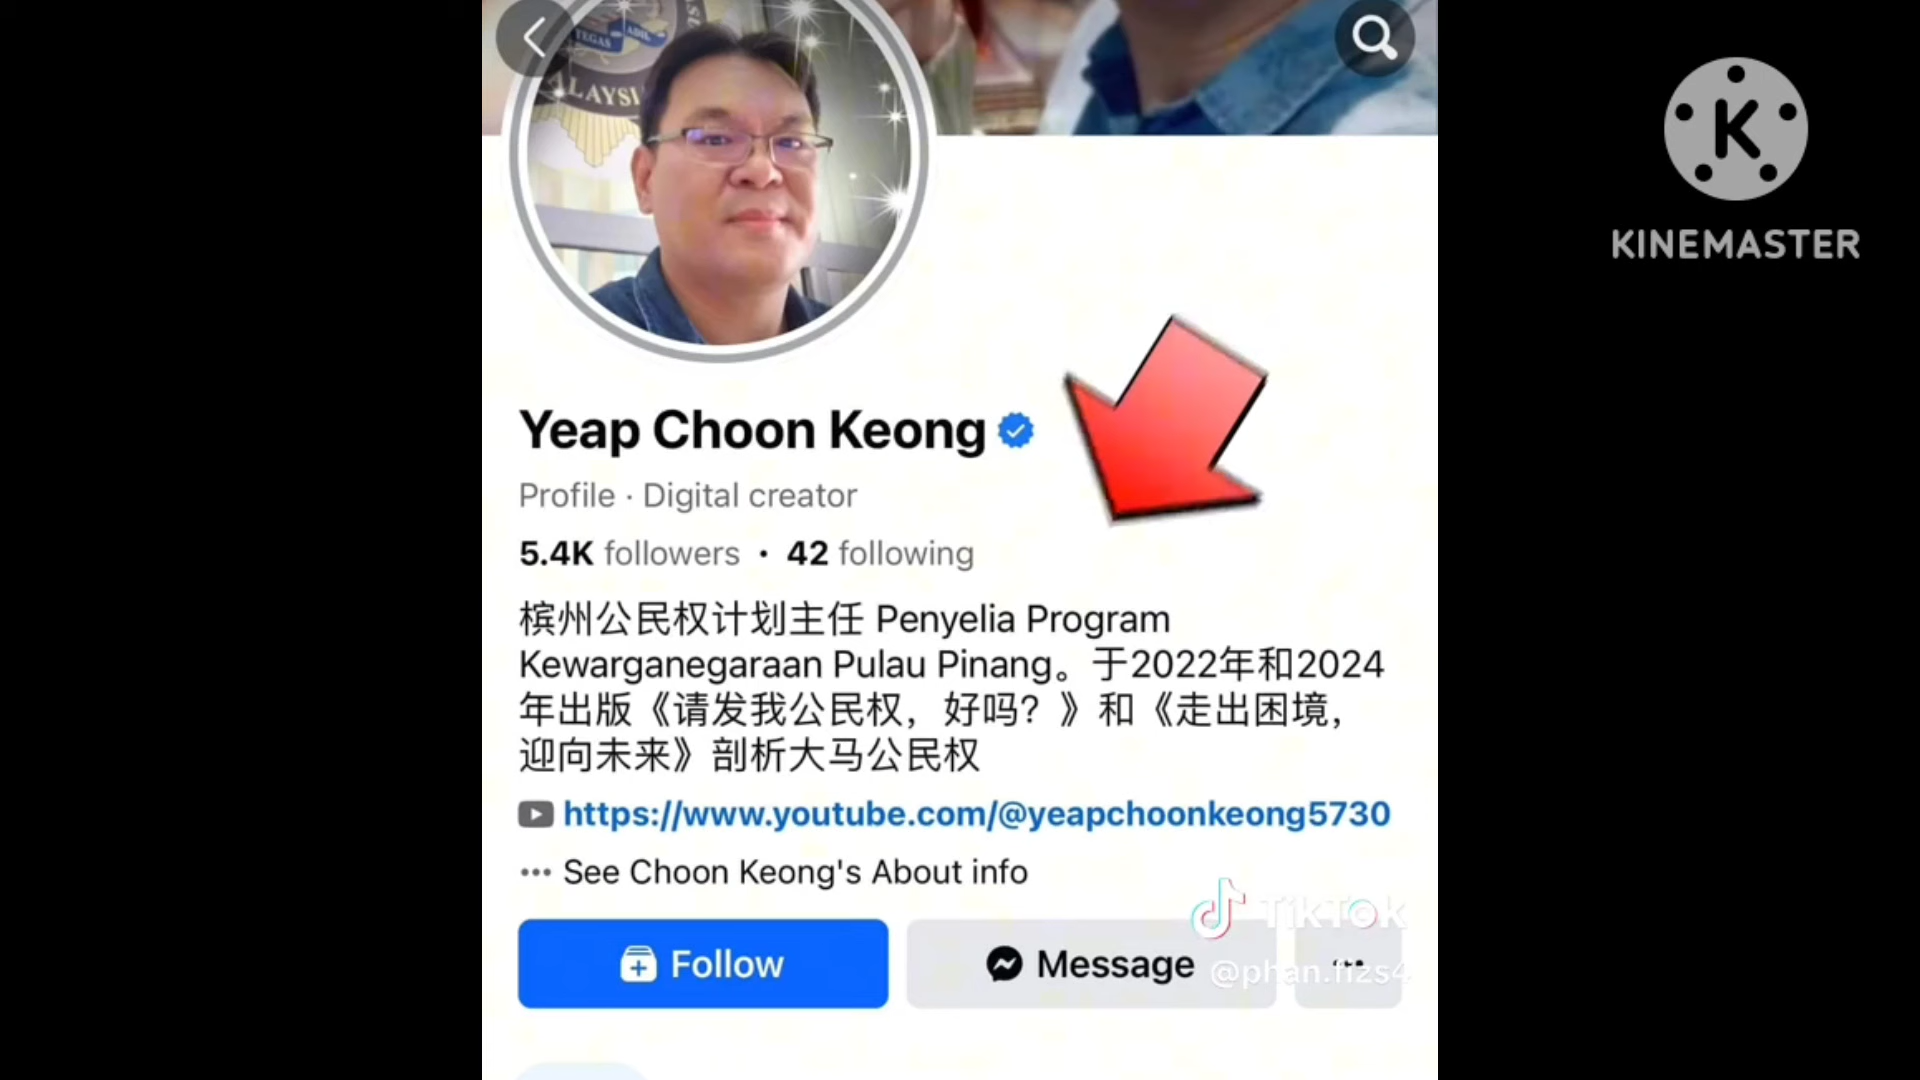 TEGAS ADIL
K
KINEMASTER
Yeap Choon Keong
Profile · Digital creator
5.4K followers • 42 following
槟州公民权计划主任 Penyelia Program
Kewarganegaraan Pulau Pinang。于2022年和2024
年出版《请发我公民权，好吗？》和《走出困境，
迎向未来》剖析大马公民权
https://www.youtube.com/@yeapchoonkeong5730
··· See Choon Keong's About info
TikTok
Follow
Message
@phan.fizs4